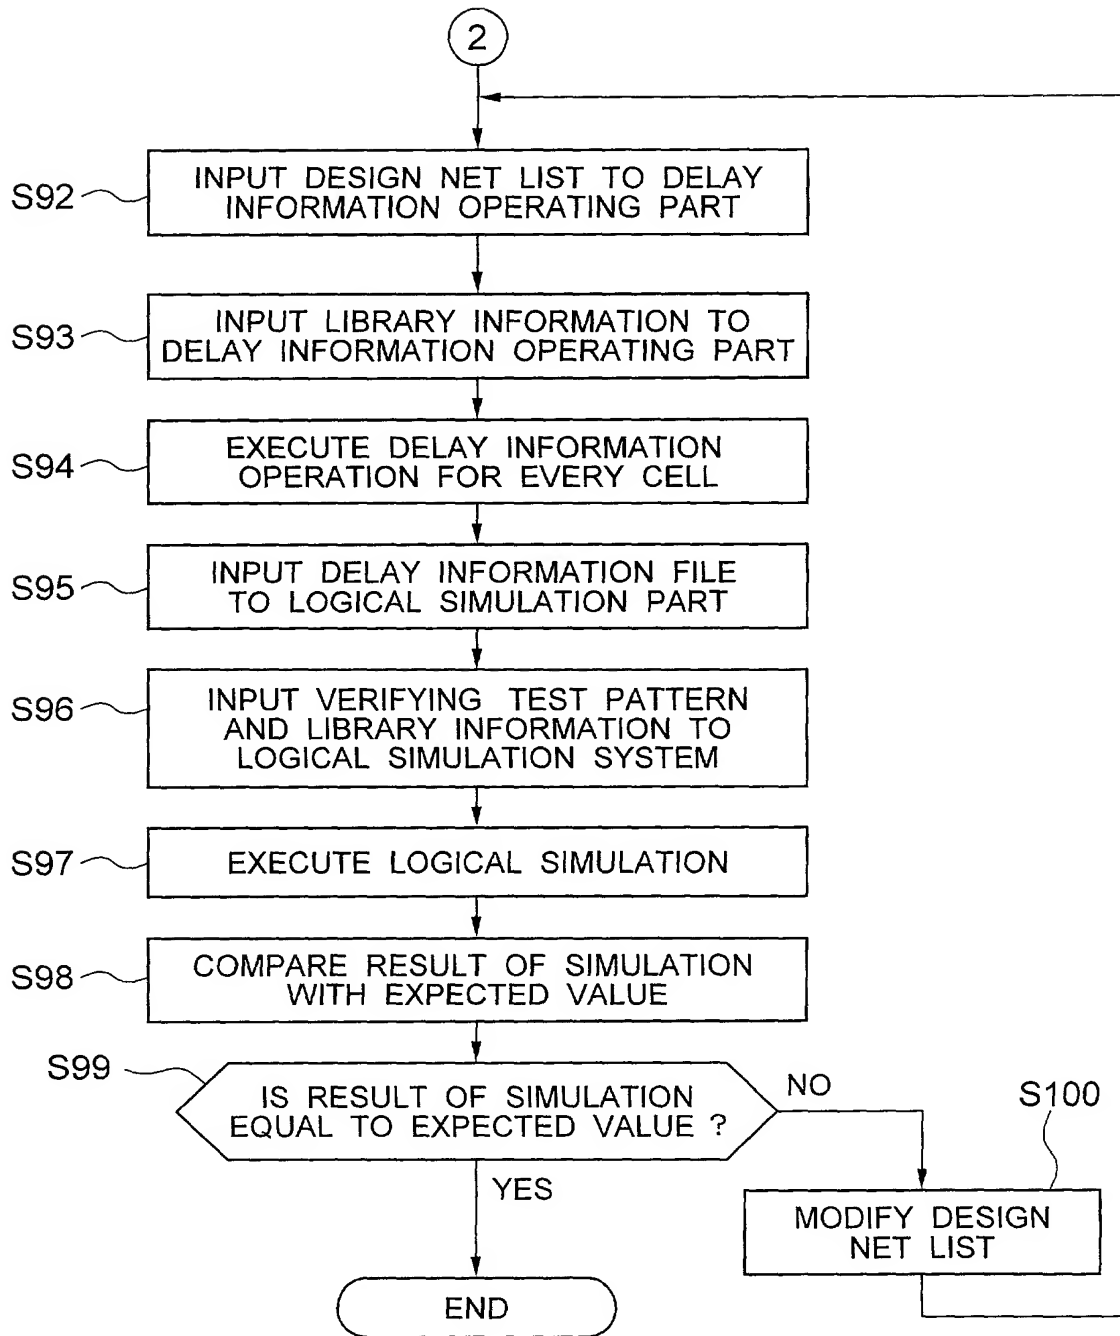 2
S92
INPUT DESIGN NET LIST TO DELAY
INFORMATION OPERATING PART
S93
INPUT LIBRARY INFORMATION TO
DELAY INFORMATION OPERATING PART
S94
EXECUTE DELAY INFORMATION
OPERATION FOR EVERY CELL
S95
INPUT DELAY INFORMATION FILE
TO LOGICAL SIMULATION PART
S96
INPUT VERIFYING TEST PATTERN
AND LIBRARY INFORMATION TO
LOGICAL SIMULATION SYSTEM
S97
EXECUTE LOGICAL SIMULATION
S98
COMPARE RESULT OF SIMULATION
WITH EXPECTED VALUE
S99
IS RESULT OF SIMULATION
EQUAL TO EXPECTED VALUE ?
NO
S100
YES
MODIFY DESIGN
NET LIST
END